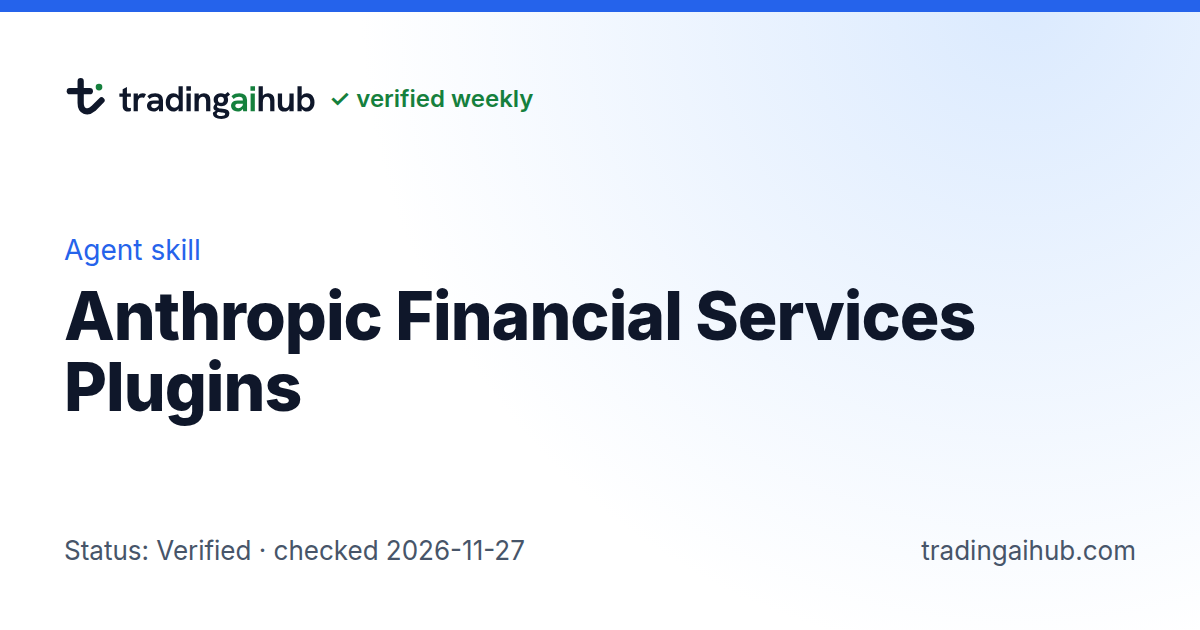 tradingaihub ✓ verified weekly
Agent skill
Anthropic Financial Services
Plugins
Status: Verified · checked 2026-11-27
tradingaihub.com